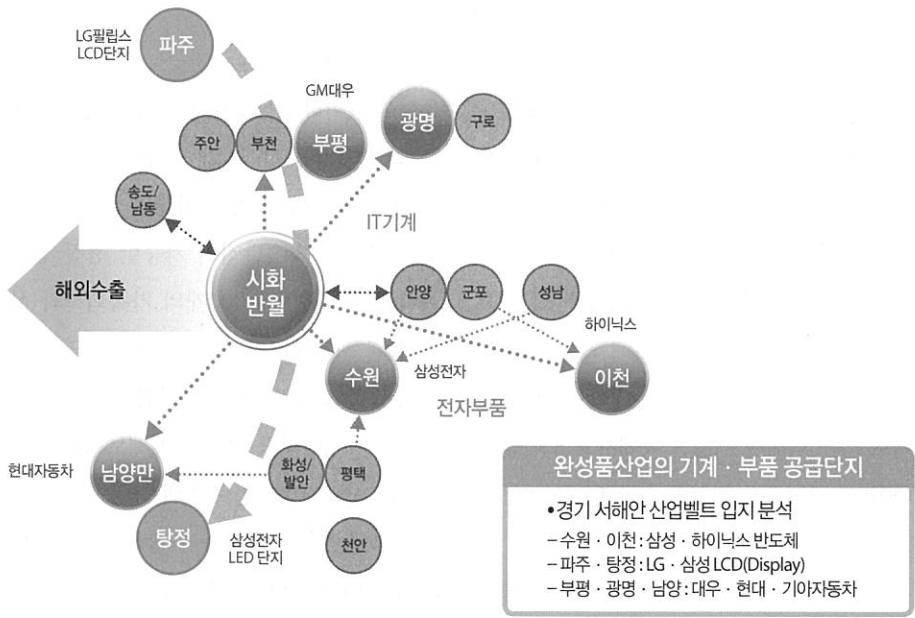 LG필립스
LCD단지
파주
GM대우
주안
부천
부평
광명
구로
송도/
남동
IT기계
해외수출
시화
반월
안양
군포
성남
하이닉스
수원
삼성전자
이천
전자부품
현대자동차
남양만
화성/
발안
평택
탕정
삼성전자
LED 단지
천안
완성품산업의 기계 · 부품 공급단지
•경기 서해안 산업벨트 입지 분석
– 수원 · 이천 : 삼성 · 하이닉스 반도체
– 파주 · 탕정 : LG · 삼성 LCD(Display)
– 부평 · 광명 · 남양 : 대우 · 현대 · 기아자동차